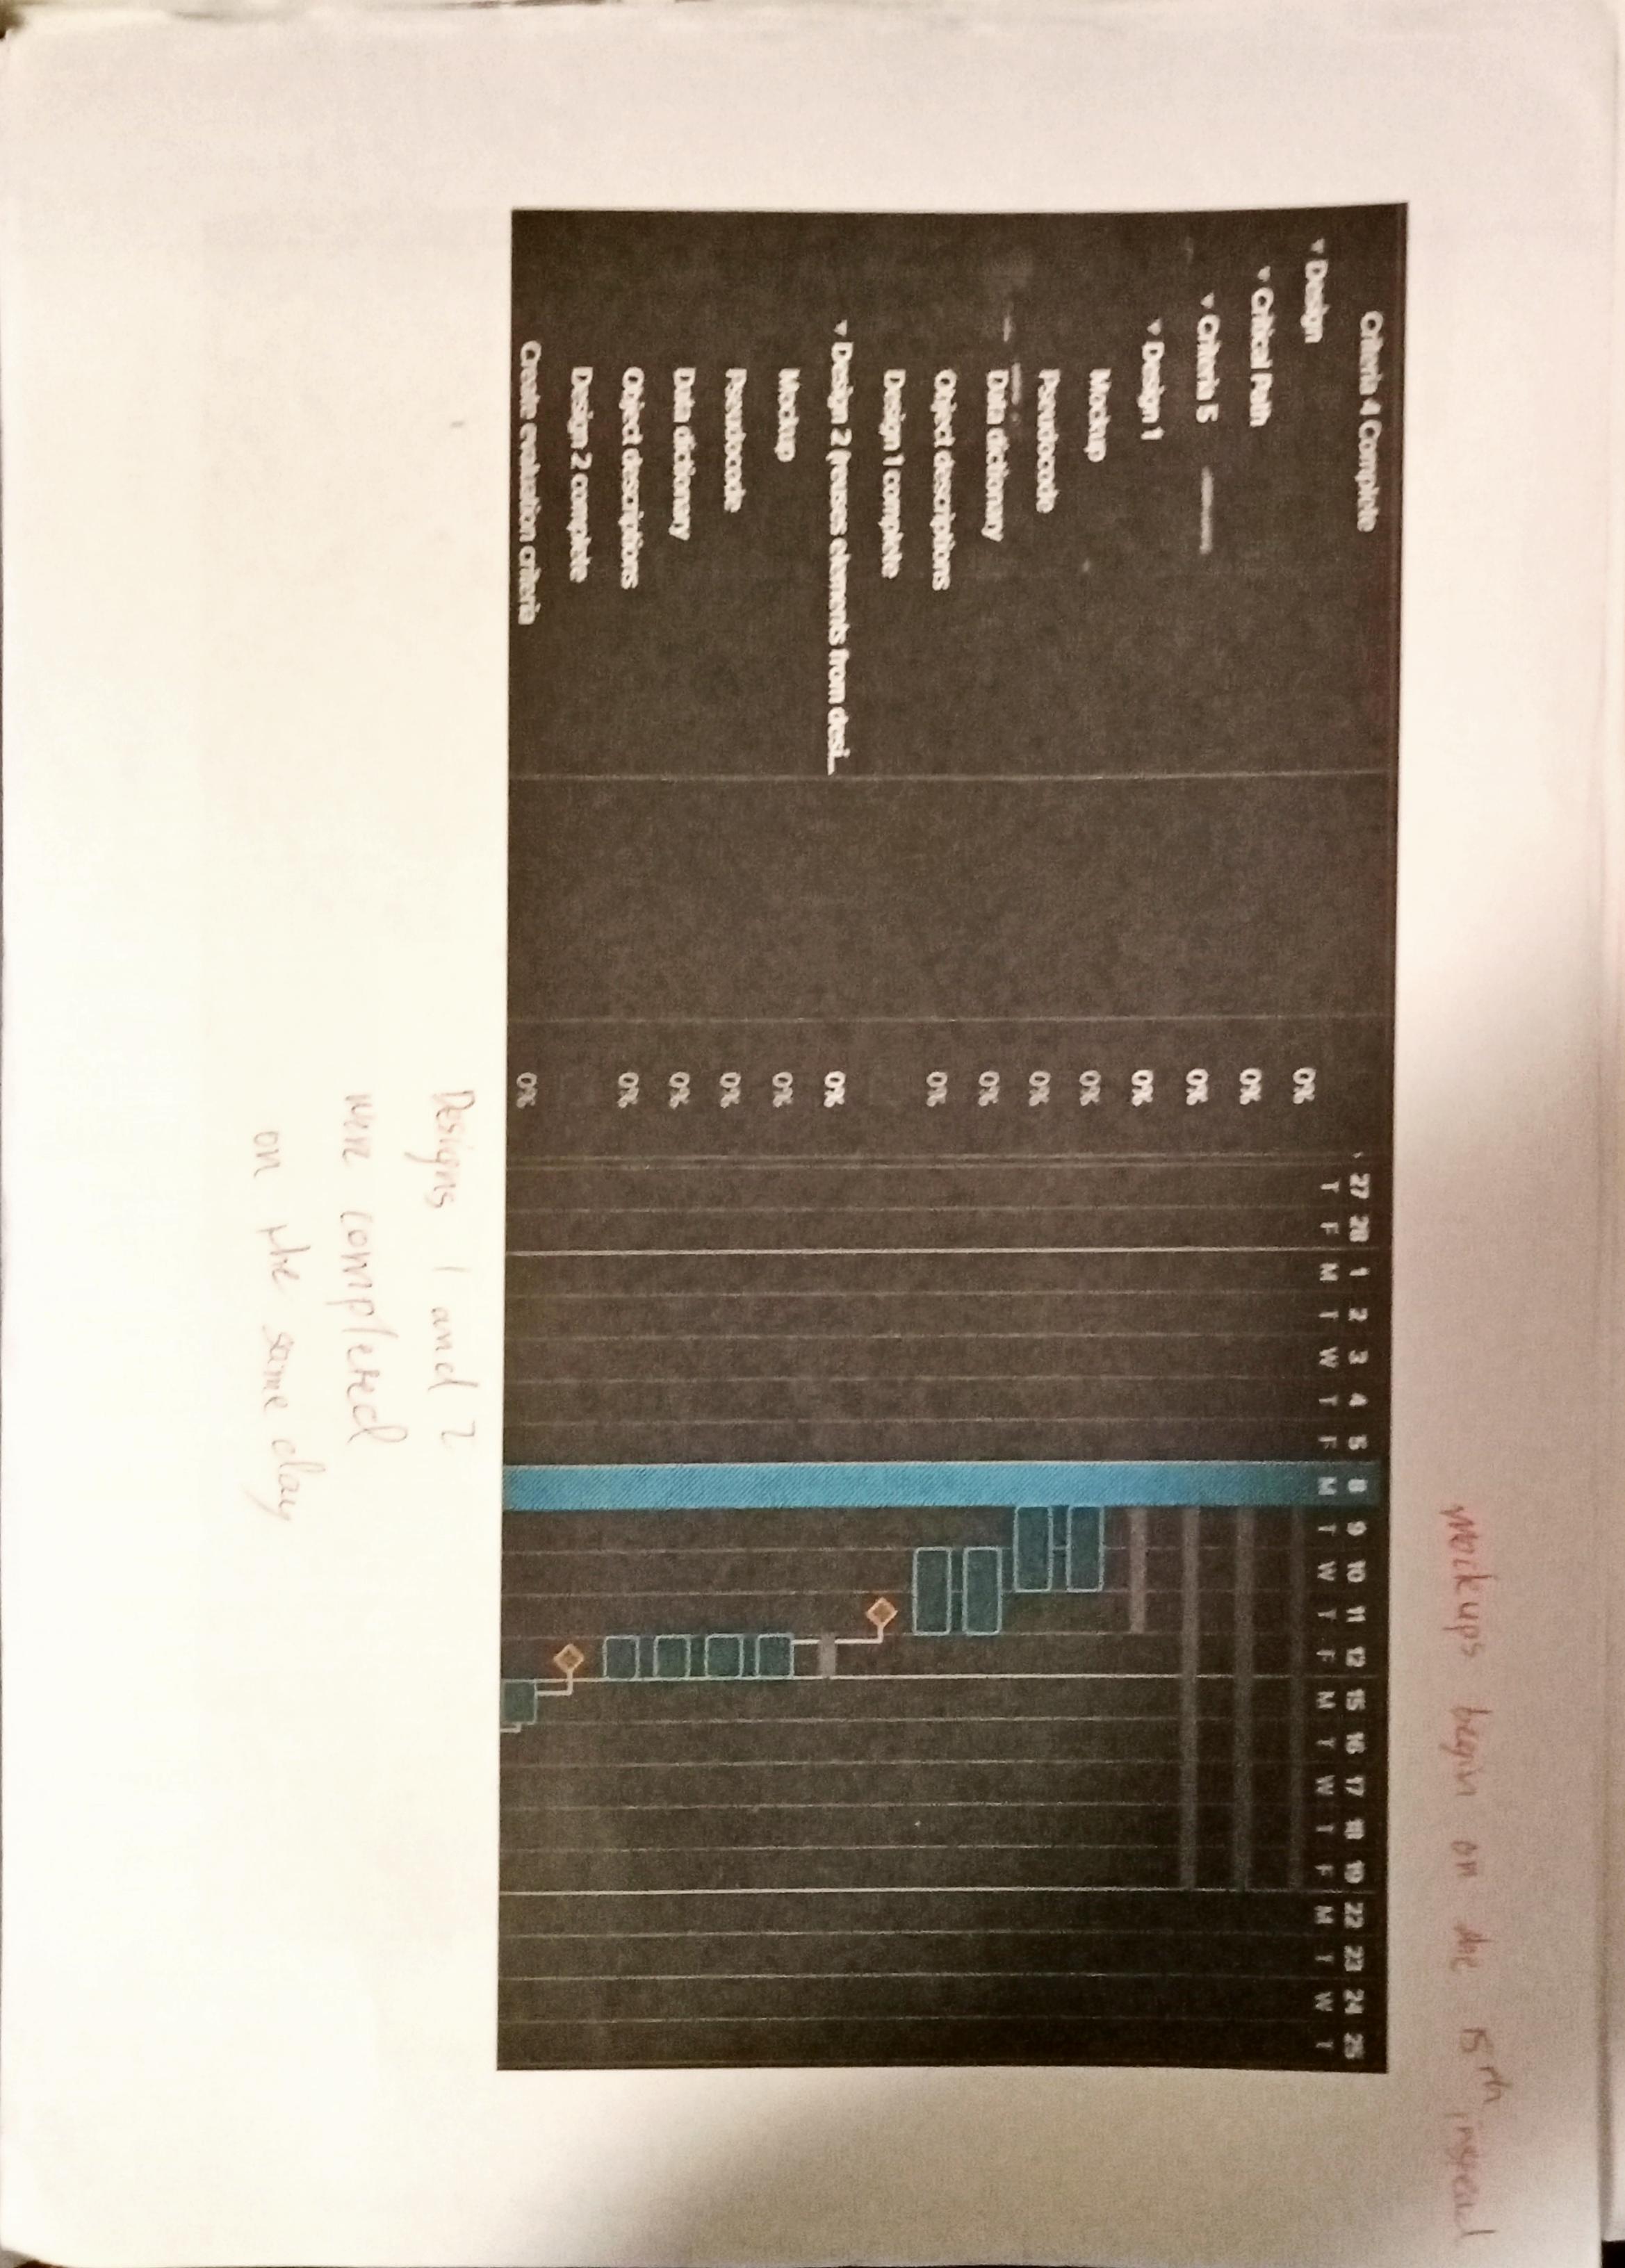 Mockups begin on the 15th instead
27 28 1 2 3 4 5 8 9 10 11 12 15 16 17 18 19 22 23 24 25
Criteria 4 Complete
T F M T W T F M T W T F M T W T F M T W T
Design 0%
Critical Path 0%
Criteria 5 0%
Design 1 0%
Mockup 0%
Pseudocode 0%
Data dictionary 0%
Object descriptions 0%
Design 1 complete
Design 2 (reuses elements from desi... 0%
Mockup 0%
Pseudocode 0%
Data dictionary 0%
Object descriptions 0%
Design 2 complete
Create evaluation criteria 0%
Designs 1 and 2
were completed
on the same day